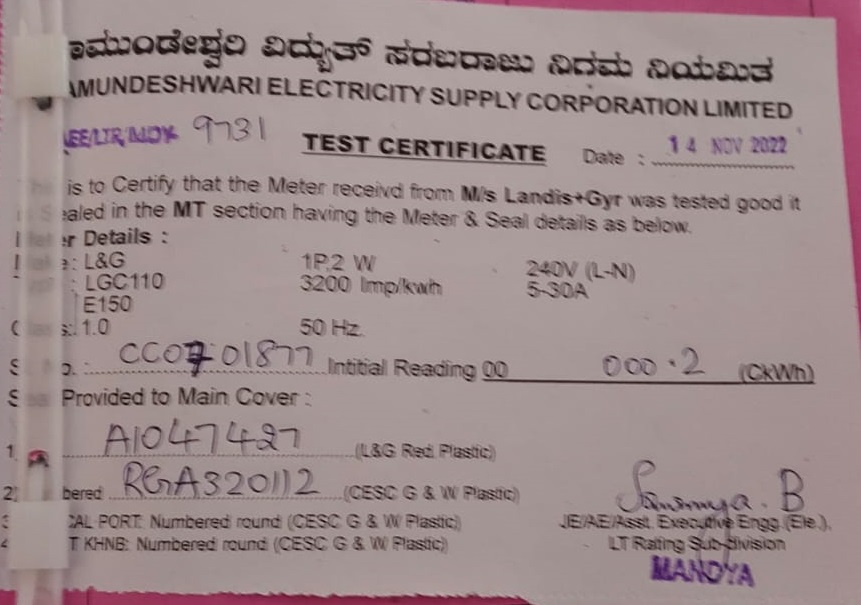 ಾಮುಂಡೇಶ್ವರಿ ವಿದ್ಯುತ್ ಸರಬರಾಜು ನಿಗಮ ನಿಯಮಿತ
AMUNDESHWARI ELECTRICITY SUPPLY CORPORATION LIMITED
AEE/LTR/MDY 9731 TEST CERTIFICATE Date : 14 NOV 2022
is to Certify that the Meter receivd from M/s Landis+Gyr was tested good it
ealed in the MT section having the Meter & Seal details as below.
er Details :
: L&G 1P.2 W 240V (L-N)
: LGC110 3200 Imp/kwh 5-30A
E150
s: 1.0 50 Hz.
o. : CC0701877 Intitial Reading 00 000.2 (CkWh)
Provided to Main Cover :
1. A1047427 (L&G Red. Plastic)
2 bered RGA320112 (CESC G & W Plastic)
CAL PORT: Numbered round (CESC G & W Plastic)
T KHNB: Numbered round (CESC G & W Plastic)
B
JE/AE/Asst. Executive Engg.(Ele.).
LT Rating Sub-division
MANDYA